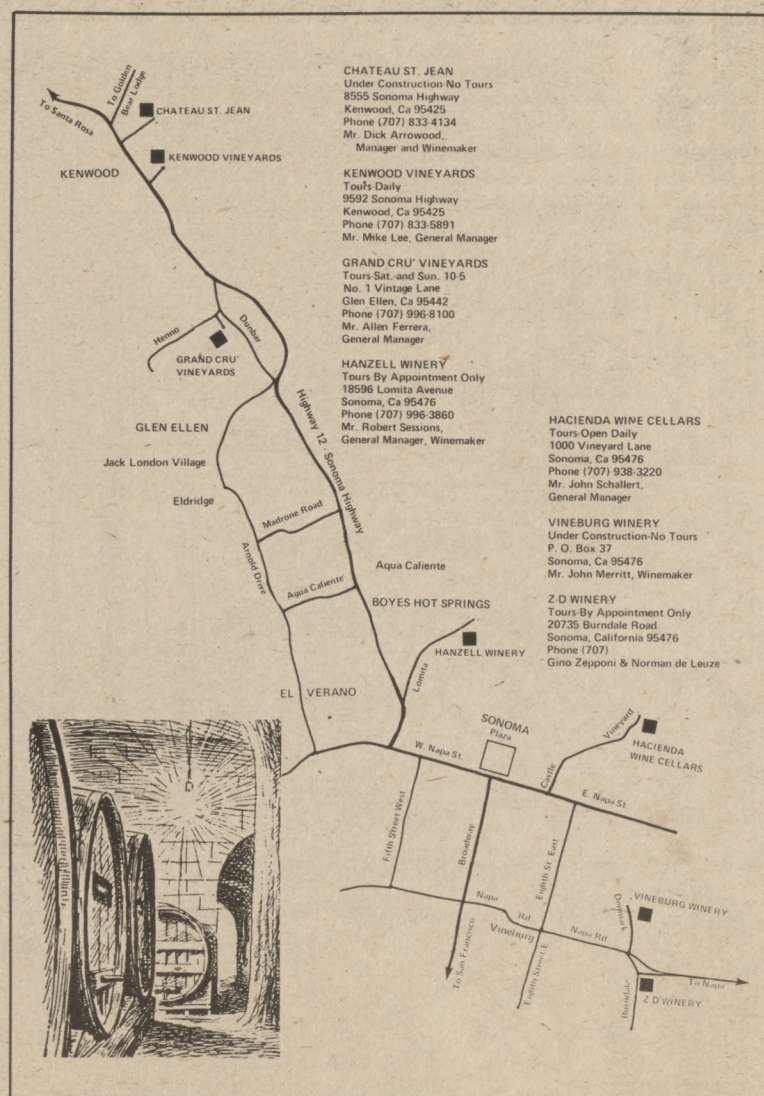 CHATEAU ST. JEAN
Under Construction-No Tours
8555 Sonoma Highway
Kenwood, Ca 95425
Phone (707) 833-4134
Mr. Dick Arrowood,
Manager and Winemaker
KENWOOD VINEYARDS
Tours-Daily
9592 Sonoma Highway
Kenwood, Ca 95425
Phone (707) 833-5891
Mr. Mike Lee, General Manager
GRAND CRU' VINEYARDS
Tours-Sat. and Sun. 10-5
No. 1 Vintage Lane
Glen Ellen, Ca 95442
Phone (707) 996-8100
Mr. Allen Ferrera,
General Manager
HANZELL WINERY
Tours By Appointment Only
18596 Lomita Avenue
Sonoma, Ca 95476
Phone (707) 996-3860
Mr. Robert Sessions,
General Manager, Winemaker
HACIENDA WINE CELLARS
Tours-Open Daily
1000 Vineyard Lane
Sonoma, Ca 95476
Phone (707) 938-3220
Mr. John Schallert,
General Manager
VINEBURG WINERY
Under Construction-No Tours
P. O. Box 37
Sonoma, Ca 95476
Mr. John Merritt, Winemaker
Z-D WINERY
Tours-By Appointment Only
20735 Burndale Road
Sonoma, California 95476
Phone (707)
Gino Zepponi & Norman de Leuze
To Golden
Bear Lodge
To Santa Rosa
CHATEAU ST. JEAN
KENWOOD VINEYARDS
KENWOOD
Dunbar
Henno
GRAND CRU'
VINEYARDS
Highway 12 - Sonoma Highway
GLEN ELLEN
Jack London Village
Eldridge
Madrone Road
Arnold Drive
Aqua Caliente
Aqua Caliente
BOYES HOT SPRINGS
HANZELL WINERY
Lomita
EL VERANO
SONOMA
Plaza
W. Napa St.
Castle
Vineyard
HACIENDA
WINE CELLARS
E. Napa St.
Fifth Street West
Broadway
Eighth St. East
Napa
Rd
Vineburg
Napa Rd
Denmark
VINEBURG WINERY
To San Francisco
Eighth Street E.
Burndale
To Napa
Z D WINERY